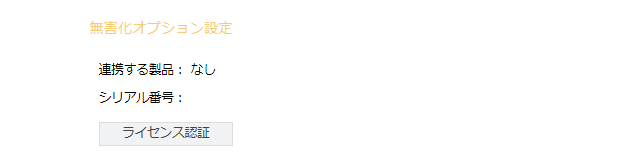 無害化オプション設定
連携する製品： なし
シリアル番号：
ライセンス認証